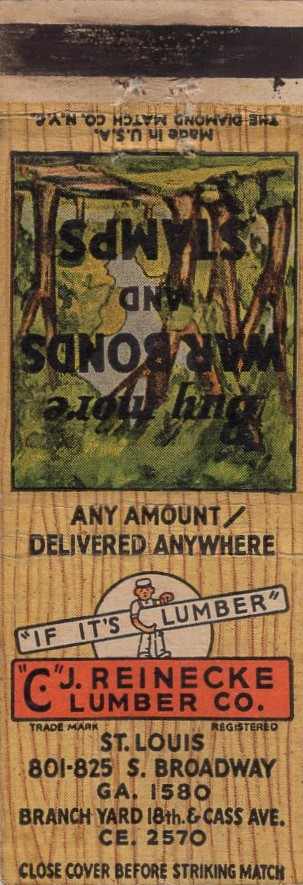 Made in U.S.A.
THE DIAMOND MATCH CO. N.Y.C.
Buy more
WAR BONDS
AND
STAMPS
ANY AMOUNT/
DELIVERED ANYWHERE
"IF IT'S LUMBER"
"C." J. REINECKE
LUMBER CO.
TRADE MARK REGISTERED
ST. LOUIS
801-825 S. BROADWAY
GA. 1580
BRANCH YARD 18th. & CASS AVE.
CE. 2570
CLOSE COVER BEFORE STRIKING MATCH